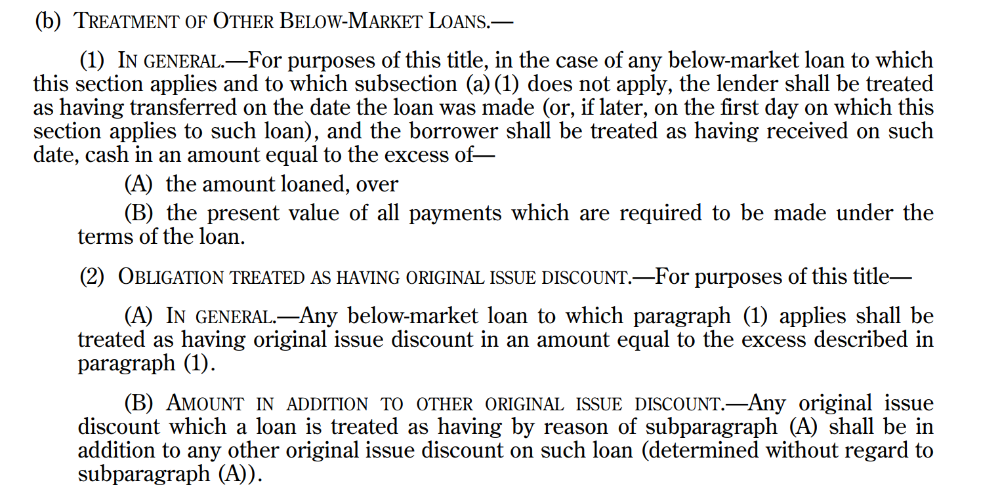 (b) TREATMENT OF OTHER BELOW-MARKET LOANS.—
(1) IN GENERAL.—For purposes of this title, in the case of any below-market loan to which
this section applies and to which subsection (a)(1) does not apply, the lender shall be treated
as having transferred on the date the loan was made (or, if later, on the first day on which this
section applies to such loan), and the borrower shall be treated as having received on such
date, cash in an amount equal to the excess of—
(A) the amount loaned, over
(B) the present value of all payments which are required to be made under the
terms of the loan.
(2) OBLIGATION TREATED AS HAVING ORIGINAL ISSUE DISCOUNT.—For purposes of this title—
(A) IN GENERAL.—Any below-market loan to which paragraph (1) applies shall be
treated as having original issue discount in an amount equal to the excess described in
paragraph (1).
(B) AMOUNT IN ADDITION TO OTHER ORIGINAL ISSUE DISCOUNT.—Any original issue
discount which a loan is treated as having by reason of subparagraph (A) shall be in
addition to any other original issue discount on such loan (determined without regard to
subparagraph (A)).